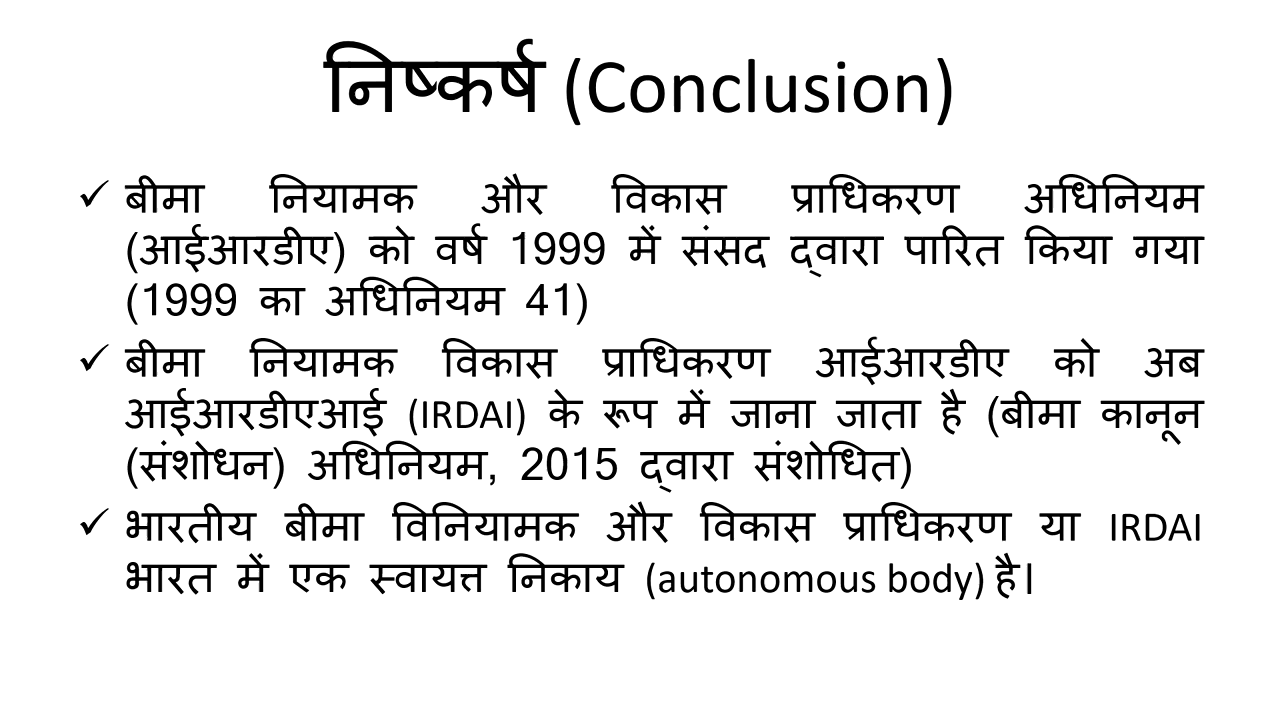 निष्कर्ष (Conclusion)
✓ बीमा नियामक और विकास प्राधिकरण अधिनियम
(आईआरडीए) को वर्ष 1999 में संसद द्वारा पारित किया गया
(1999 का अधिनियम 41)
✓ बीमा नियामक विकास प्राधिकरण आईआरडीए को अब
आईआरडीएआई (IRDAI) के रूप में जाना जाता है (बीमा कानून
(संशोधन) अधिनियम, 2015 द्वारा संशोधित)
✓ भारतीय बीमा विनियामक और विकास प्राधिकरण या IRDAI
भारत में एक स्वायत्त निकाय (autonomous body) है।